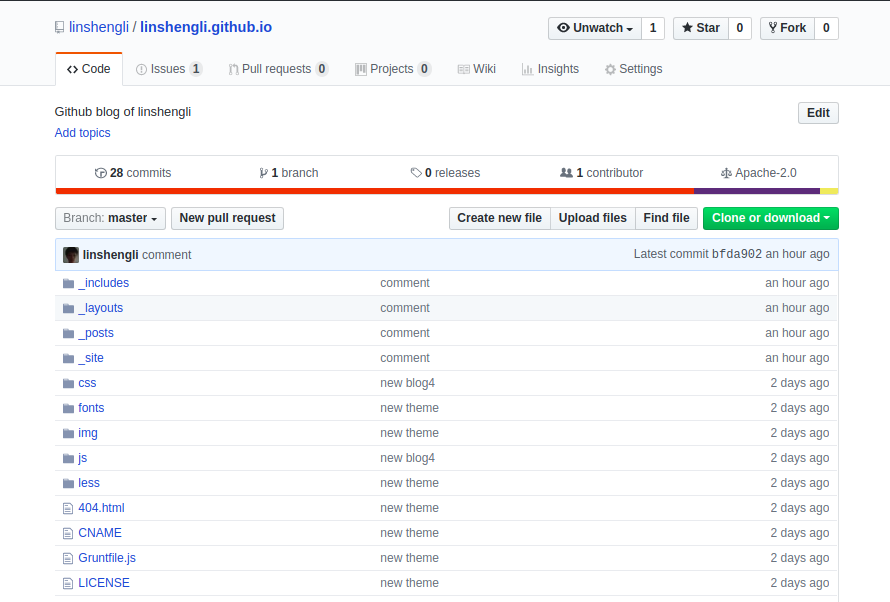 linshengli / linshengli.github.io Unwatch 1 Star 0 Fork 0
Code Issues 1 Pull requests 0 Projects 0 Wiki Insights Settings
Github blog of linshengli Edit
Add topics
28 commits 1 branch 0 releases 1 contributor Apache-2.0
Branch: master New pull request Create new file Upload files Find file Clone or download
linshengli comment Latest commit bfda902 an hour ago
_includes comment an hour ago
_layouts comment an hour ago
_posts comment an hour ago
_site comment an hour ago
css new blog4 2 days ago
fonts new theme 2 days ago
img new theme 2 days ago
js new blog4 2 days ago
less new theme 2 days ago
404.html new theme 2 days ago
CNAME new theme 2 days ago
Gruntfile.js new theme 2 days ago
LICENSE new theme 2 days ago